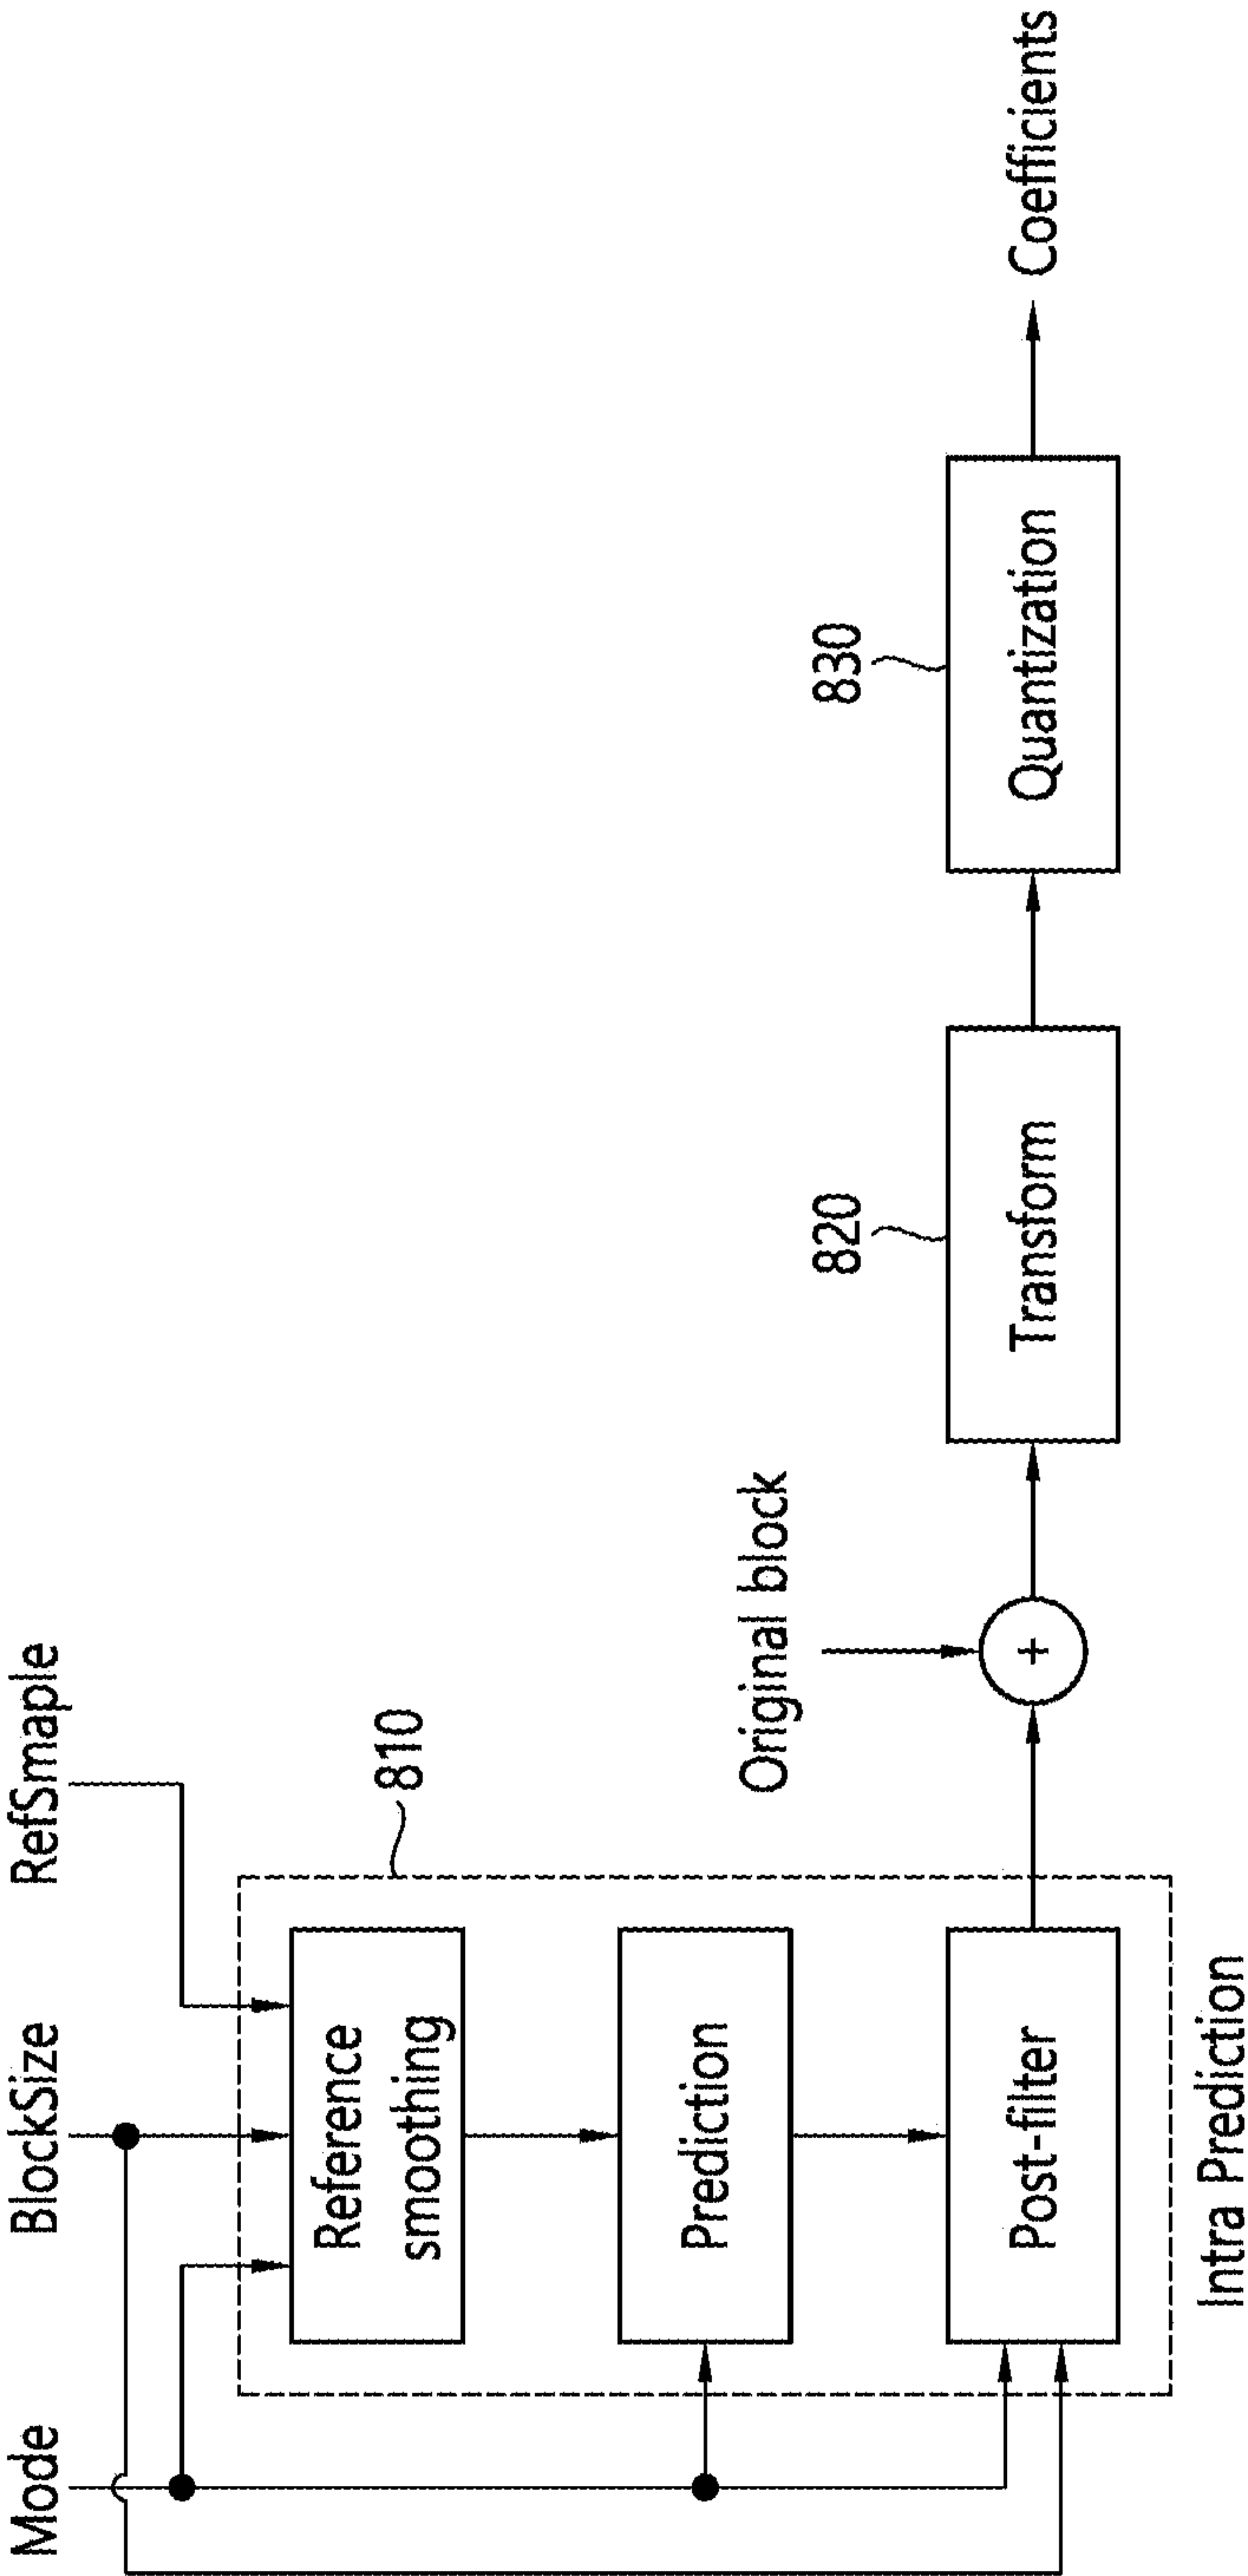 Mode
BlockSize
RefSmaple
810
Reference
smoothing
Prediction
Post-filter
Intra Prediction
Original block
+
820
Transform
830
Quantization
Coefficients